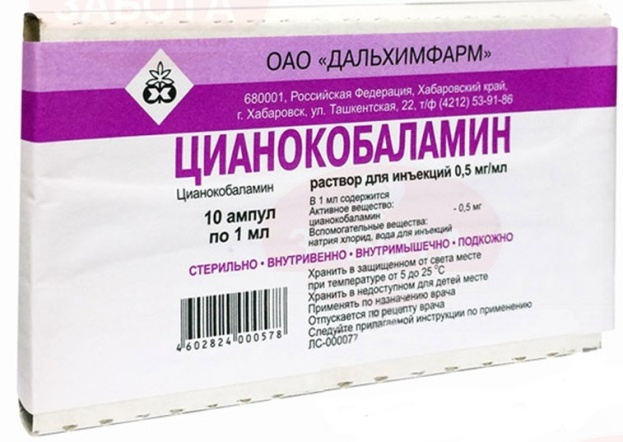 ЗАБОТА
ОАО «ДАЛЬХИМФАРМ»
680001, Российская Федерация, Хабаровский край,
г. Хабаровск, ул. Ташкентская, 22, т/ф (4212) 53-91-86
ЦИАНОКОБАЛАМИН
Цианокобаламин
раствор для инъекций 0,5 мг/мл
10 ампул
по 1 мл
В 1 мл содержится
Активное вещество:
цианокобаламин - 0,5 мг
Вспомогательные вещества:
натрия хлорид, вода для инъекций
СТЕРИЛЬНО • ВНУТРИВЕННО • ВНУТРИМЫШЕЧНО • ПОДКОЖНО
Хранить в защищенном от света месте
при температуре от 5 до 25 °С
Хранить в недоступном для детей месте
Применять по назначению врача
Отпускается по рецепту врача
Следуйте прилагаемой инструкции по применению
ЛС-00007
4602824000578